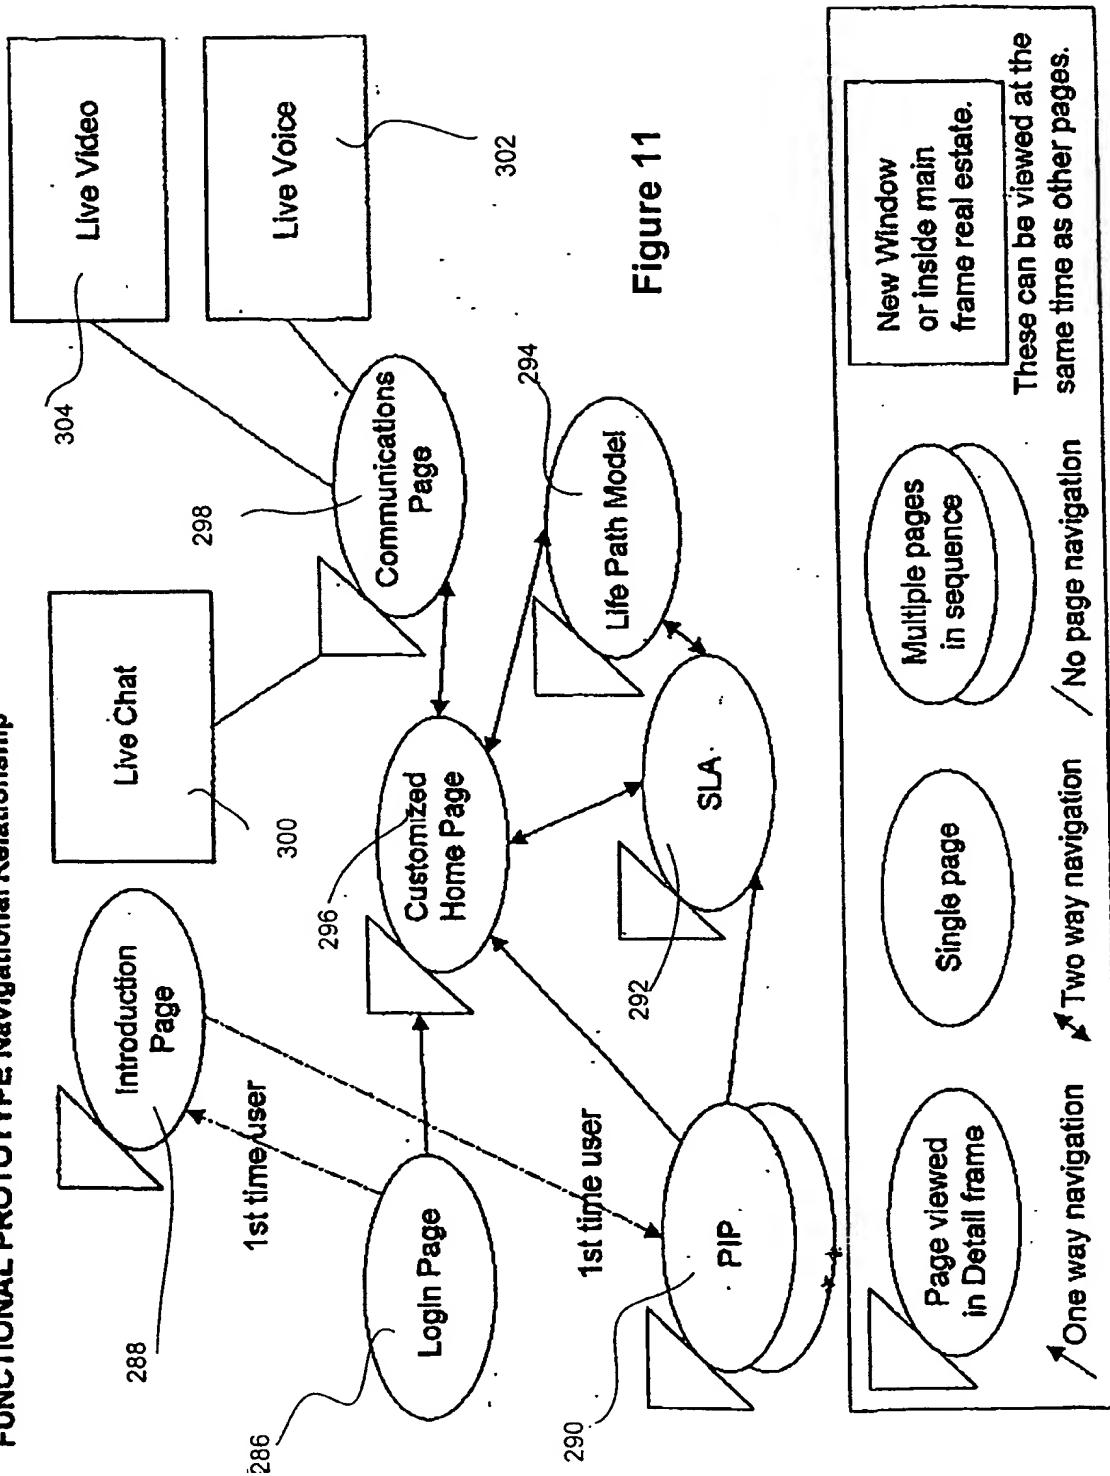 FUNCTIONAL PROTOTYPE Navigational Relationship
288
Introduction
Page
300
Live Chat
304
Live Video
286
Login Page
1st time user
296
Customized
Home Page
298
Communications
Page
Live Voice
302
290
PIP
1st time user
292
SLA
294
Life Path Model
Figure 11
Page viewed
in Detail frame
Single page
Multiple pages
in sequence
New Window
or inside main
frame real estate.
These can be viewed at the
same time as other pages.
One way navigation
Two way navigation
No page navigation